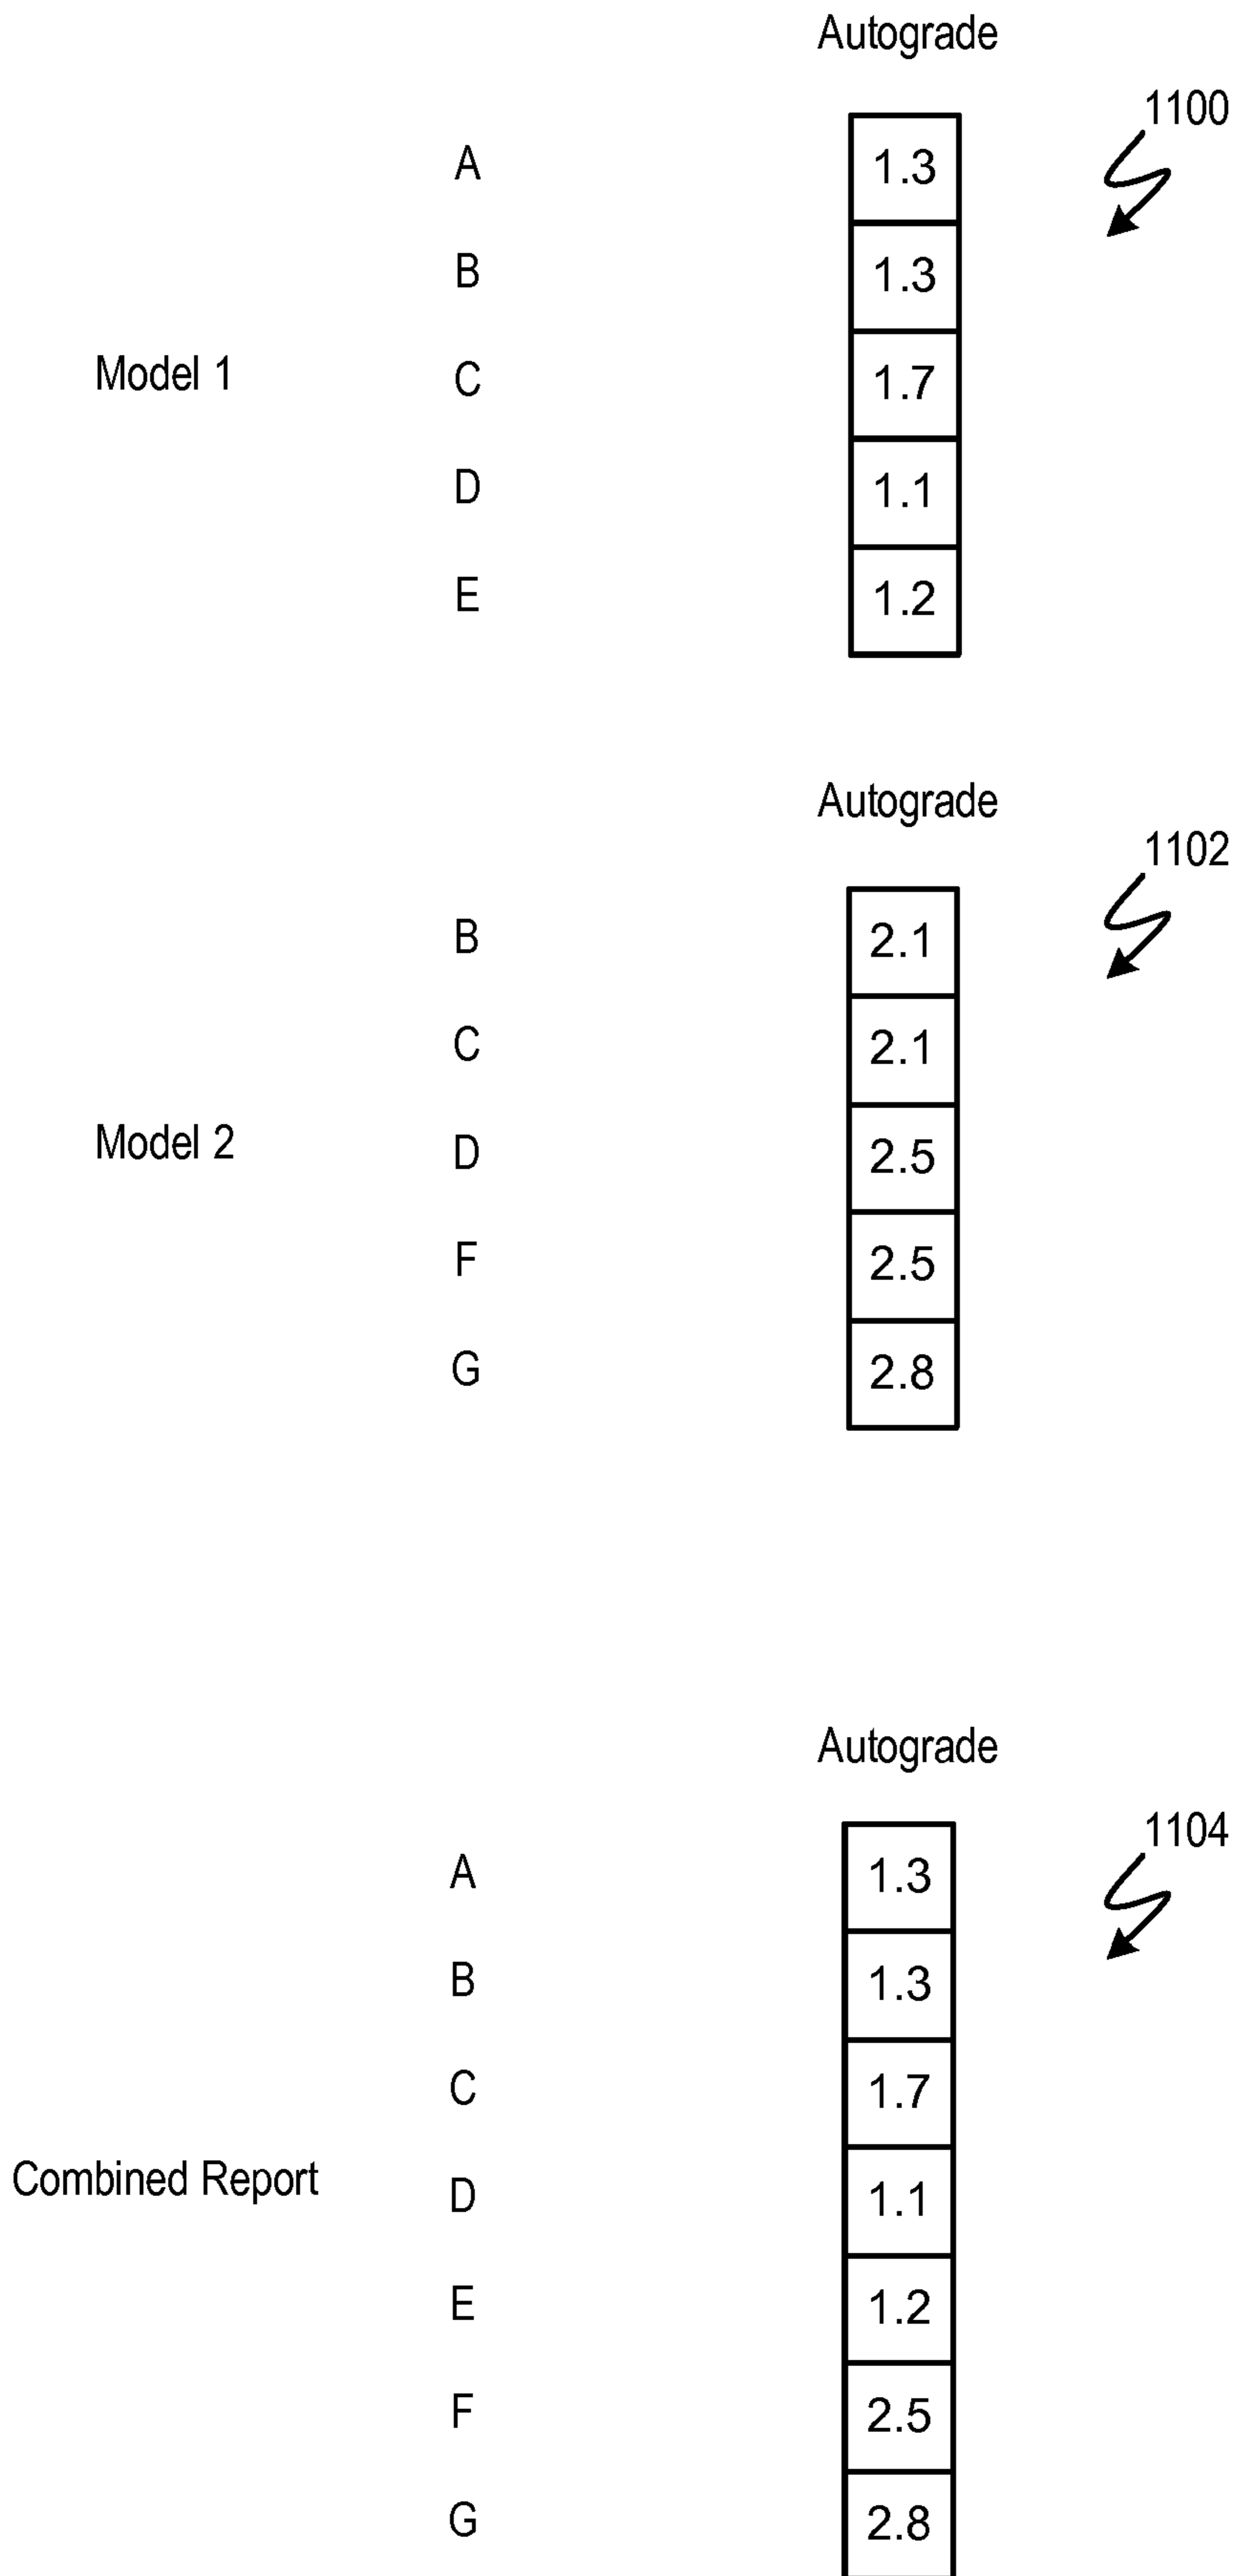 Autograde
1100
A 1.3
B 1.3
Model 1 C 1.7
D 1.1
E 1.2
Autograde
1102
B 2.1
C 2.1
Model 2 D 2.5
F 2.5
G 2.8
Autograde
1104
A 1.3
B 1.3
C 1.7
Combined Report D 1.1
E 1.2
F 2.5
G 2.8